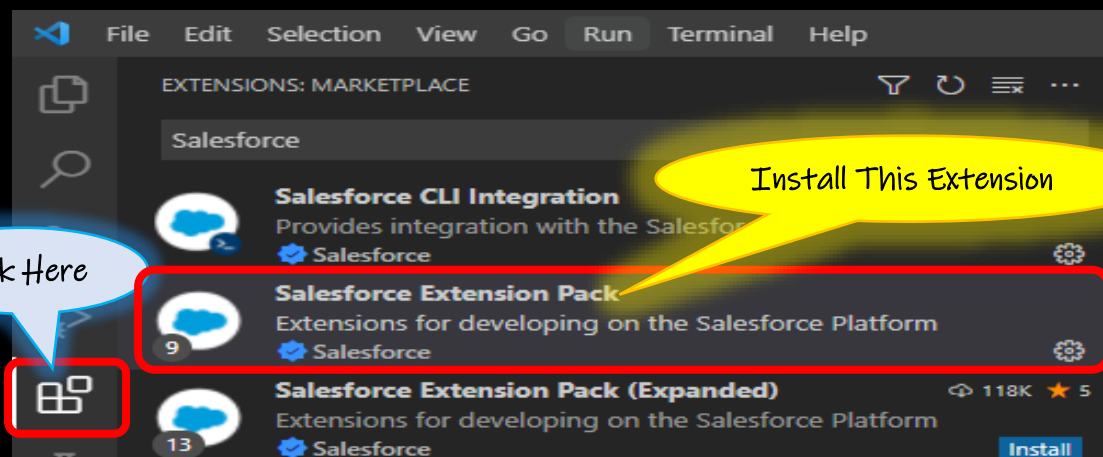 File Edit Selection View Go Run Terminal Help
EXTENSIONS: MARKETPLACE
Salesforce
Install This Extension
Salesforce CLI Integration
Provides integration with the
Salesforce
Here
Salesforce Extension Pack
Extensions for developing on the Salesforce Platform
9
Salesforce
Salesforce Extension Pack (Expanded)
118K 5
Extensions for developing on the Salesforce Platform
13
Salesforce
Install